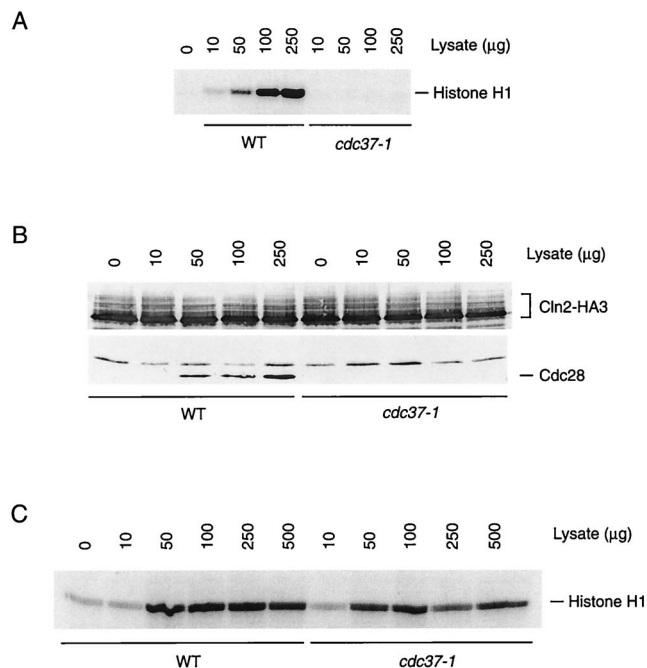 A
0 10 50 100 250 10 50 100 250 Lysate (μg)
Histone H1
WT cdc37-1
B
0 10 50 100 250 0 10 50 100 250 Lysate (μg)
Cln2-HA3
Cdc28
WT cdc37-1
C
0 10 50 100 250 500 10 50 100 250 500 Lysate (μg)
Histone H1
WT cdc37-1